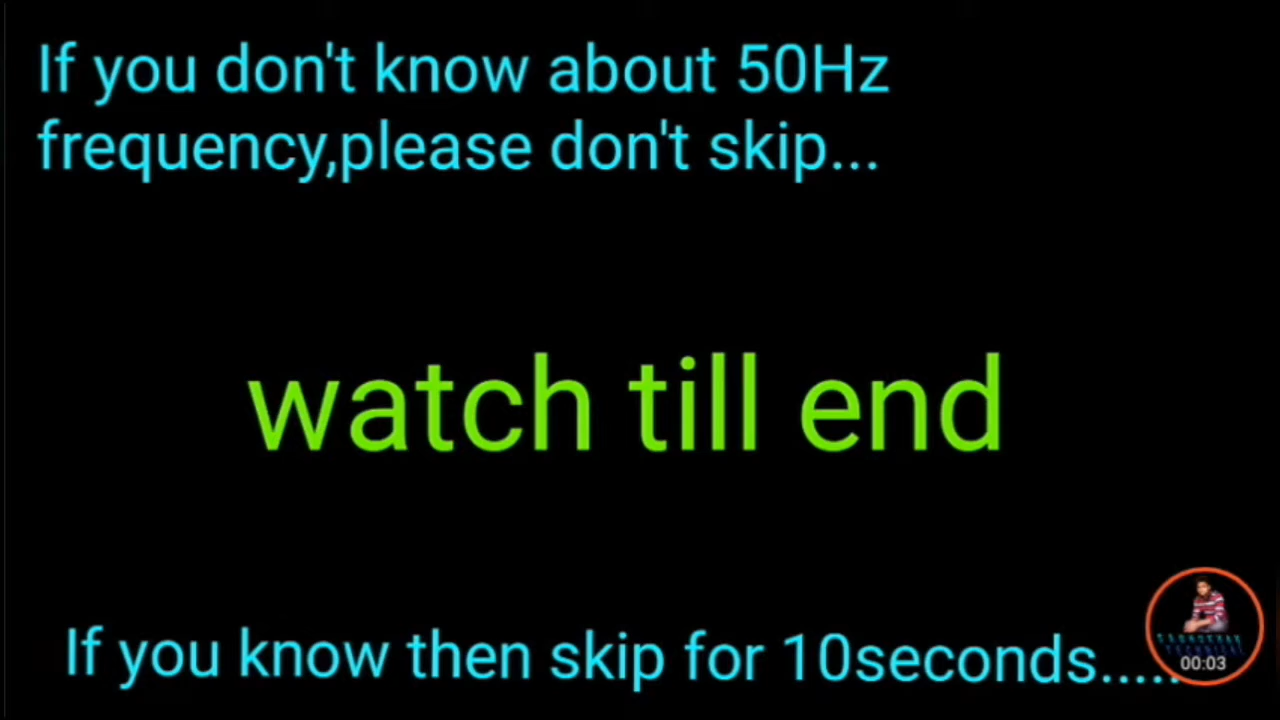 If you don't know about 50Hz
frequency,please don't skip...
watch till end
If you know then skip for 10seconds.....
TECHNICAL
00:03